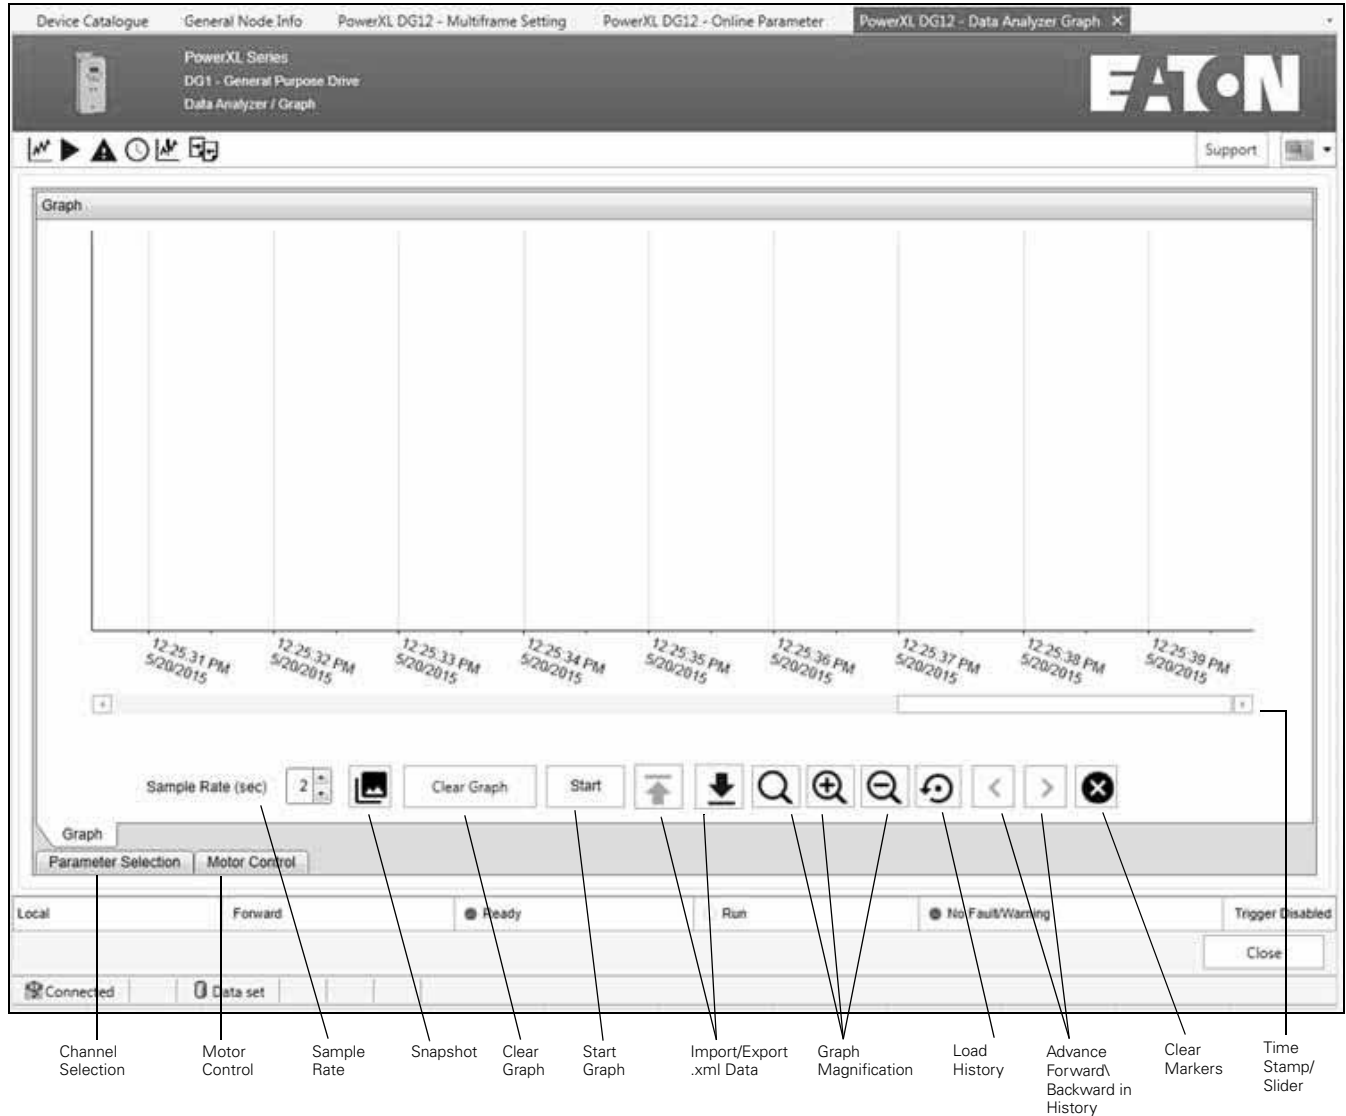 Device Catalogue General Node Info PowerXL DG12 - Multiframe Setting PowerXL DG12 - Online Parameter PowerXL DG12 - Data Analyzer Graph ×
PowerXL Series
DG1 - General Purpose Drive
Data Analyzer / Graph
EATON
Support
Graph
12:25:31 PM
5/20/2015
12:25:32 PM
5/20/2015
12:25:33 PM
5/20/2015
12:25:34 PM
5/20/2015
12:25:35 PM
5/20/2015
12:25:36 PM
5/20/2015
12:25:37 PM
5/20/2015
12:25:38 PM
5/20/2015
12:25:39 PM
5/20/2015
Sample Rate (sec) 2 Clear Graph Start
Graph
Parameter Selection Motor Control
Local Forward Ready Run No Fault/Warning Trigger Disabled
Close
Connected Data set
Channel
Selection
Motor
Control
Sample
Rate
Snapshot
Clear
Graph
Start
Graph
Import/Export
.xml Data
Graph
Magnification
Load
History
Advance
Forward\
Backward in
History
Clear
Markers
Time
Stamp/
Slider